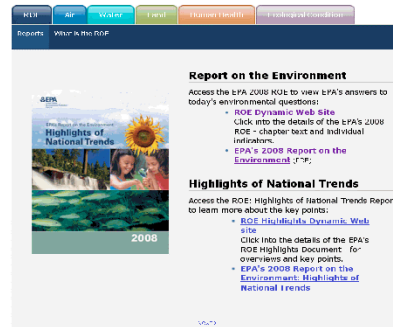 ROE Air Water Land Human Health Ecological Condition
Reports What is the ROE
Report on the Environment
Access the EPA 2008 ROE to view EPA's answers to
today's environmental questions:
• ROE Dynamic Web Site
Click into the details of the EPA's 2008
ROE - chapter text and individual
indicators.
• EPA's 2008 Report on the
Environment (PDF)
EPA
EPA's Report on the Environment
Highlights of
National Trends
2008
Highlights of National Trends
Access the ROE: Highlights of National Trends Repor
to learn more about the key points:
• ROE Highlights Dynamic Web
site
Click into the details of the EPA's
ROE Highlights Document - for
overviews and key points.
• EPA's 2008 Report on the
Environment: Highlights of
National Trends